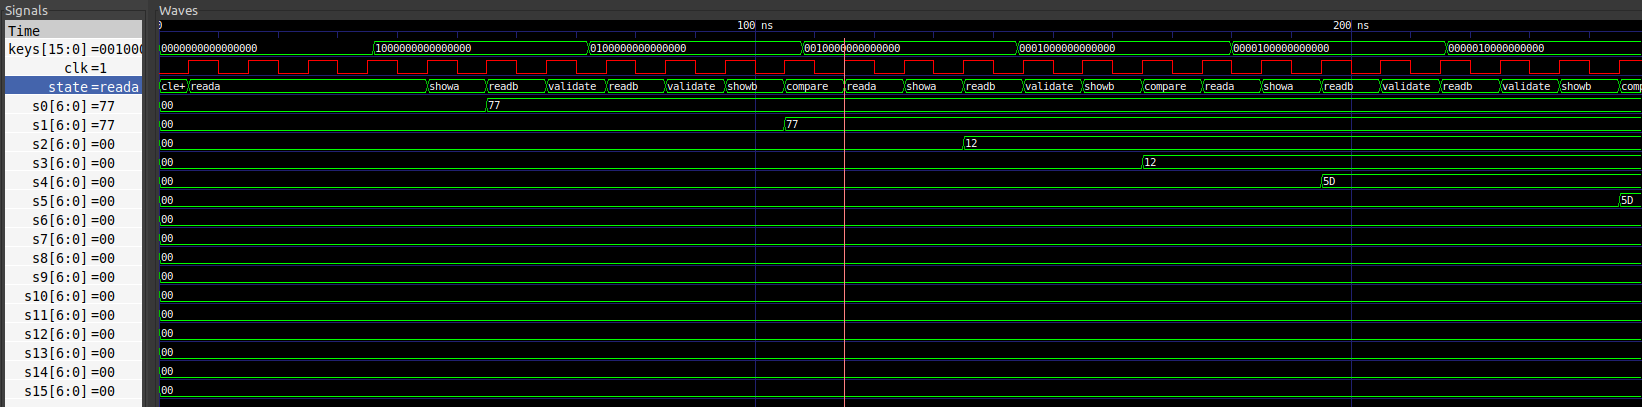 Signals
Waves
Time
0 100 ns 200 ns
keys[15:0]=001000 0000000000000000 1000000000000000 0100000000000000 0010000000000000 0001000000000000 0000100000000000 0000010000000000
clk=1
state=reada cle+ reada showa readb validate readb validate showb compare reada showa readb validate showb compare reada showa readb validate readb validate showb comp
s0[6:0]=77 00 77
s1[6:0]=77 00 77
s2[6:0]=00 00 12
s3[6:0]=00 00 12
s4[6:0]=00 00 5D
s5[6:0]=00 00 5D
s6[6:0]=00 00
s7[6:0]=00 00
s8[6:0]=00 00
s9[6:0]=00 00
s10[6:0]=00 00
s11[6:0]=00 00
s12[6:0]=00 00
s13[6:0]=00 00
s14[6:0]=00 00
s15[6:0]=00 00